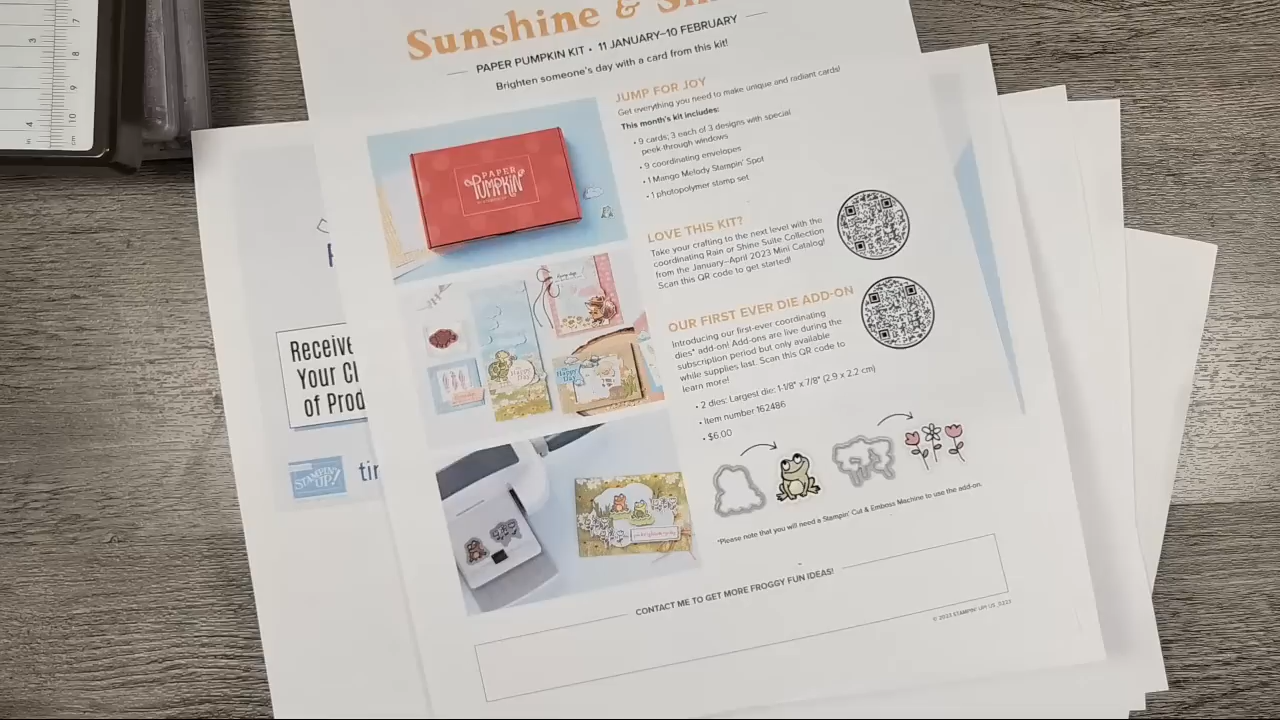 Sunshine &
PAPER PUMPKIN KIT • 11 JANUARY–10 FEBRUARY
Brighten someone's day with a card from this kit!
JUMP FOR JOY
Get everything you need to make unique and radiant cards!
This month's kit includes:
• 9 cards; 3 each of 3 designs with special
peek-through windows
• 9 coordinating envelopes
• 1 Mango Melody Stampin' Spot
• 1 photopolymer stamp set
PAPER
PUMPKIN
LOVE THIS KIT?
Take your crafting to the next level with the
coordinating Rain or Shine Suite Collection
from the January–April 2023 Mini Catalog!
Scan this QR code to get started!
OUR FIRST EVER DIE ADD-ON
Introducing our first-ever coordinating
dies* add-on! Add-ons are live during the
subscription period but only available
while supplies last. Scan this QR code to
learn more!
• 2 dies: Largest die: 1-1/8" x 7/8" (2.9 x 2.2 cm)
• Item number 162486
• $6.00
*Please note that you will need a Stampin' Cut & Emboss Machine to use the add-on.
CONTACT ME TO GET MORE FROGGY FUN IDEAS!
© 2023 STAMPIN' UP! US_0223
Receive
Your Cl
of Prod
STAMPIN' UP!
3
4
in
7
8
9
10
cm